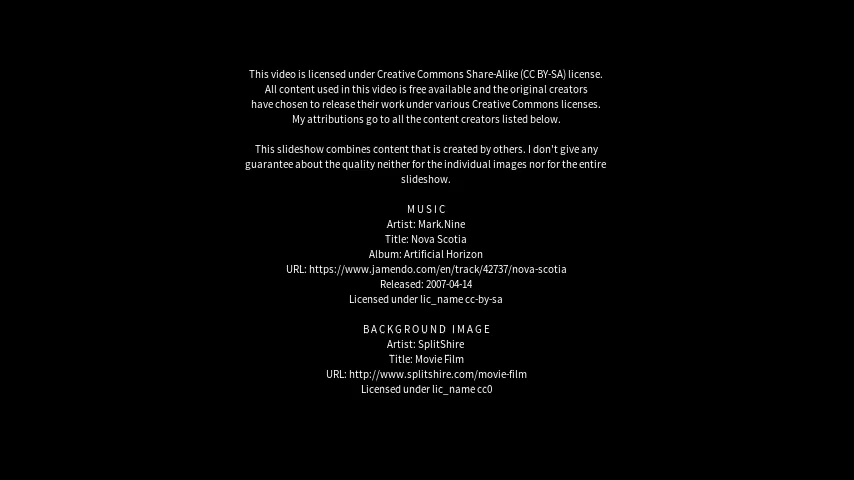 This video is licensed under Creative Commons Share-Alike (CC BY-SA) license.
All content used in this video is free available and the original creators
have chosen to release their work under various Creative Commons licenses.
My attributions go to all the content creators listed below.
This slideshow combines content that is created by others. I don't give any
guarantee about the quality neither for the individual images nor for the entire
slideshow.
MUSIC
Artist: Mark.Nine
Title: Nova Scotia
Album: Artificial Horizon
URL: https://www.jamendo.com/en/track/42737/nova-scotia
Released: 2007-04-14
Licensed under lic_name cc-by-sa
BACKGROUND IMAGE
Artist: SplitShire
Title: Movie Film
URL: http://www.splitshire.com/movie-film
Licensed under lic_name cc0